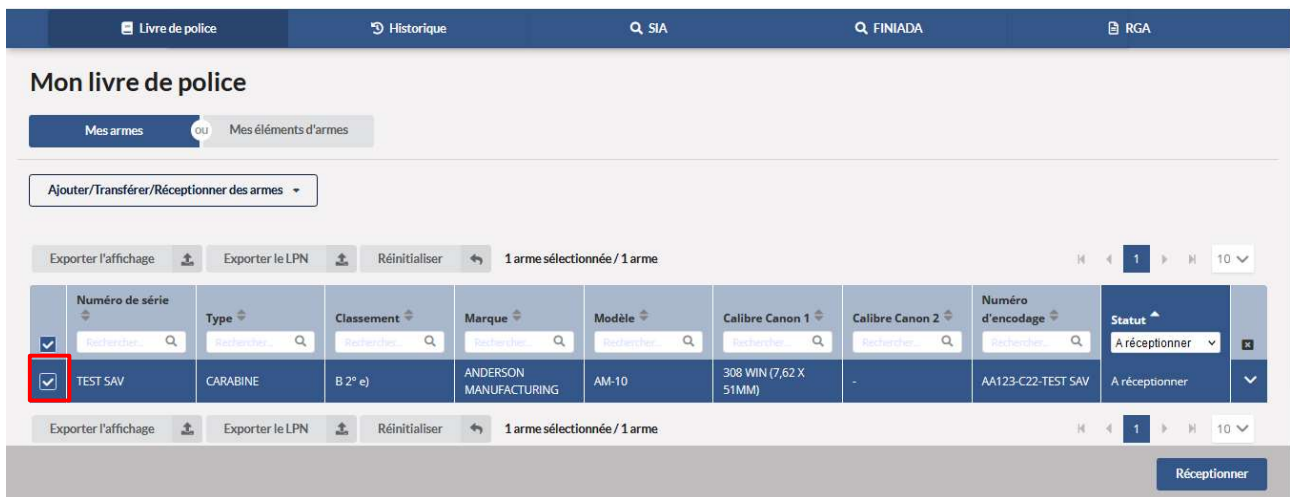 Livre de police Historique SIA FINIADA RGA
Mon livre de police
Mes armes ou Mes éléments d'armes
Ajouter/Transférer/Réceptionner des armes
Exporter l'affichage Exporter le LPN Réinitialiser 1 arme sélectionnée / 1 arme 1 10
Numéro de série Type Classement Marque Modèle Calibre Canon 1 Calibre Canon 2 Numéro d'encodage Statut
Rechercher... Rechercher... Rechercher... Rechercher... Rechercher... Rechercher... Rechercher... Rechercher... A réceptionner
TEST SAV CARABINE B 2° e) ANDERSON MANUFACTURING AM-10 308 WIN (7,62 X 51MM) - AA123-C22-TEST SAV A réceptionner
Exporter l'affichage Exporter le LPN Réinitialiser 1 arme sélectionnée / 1 arme 1 10
Réceptionner